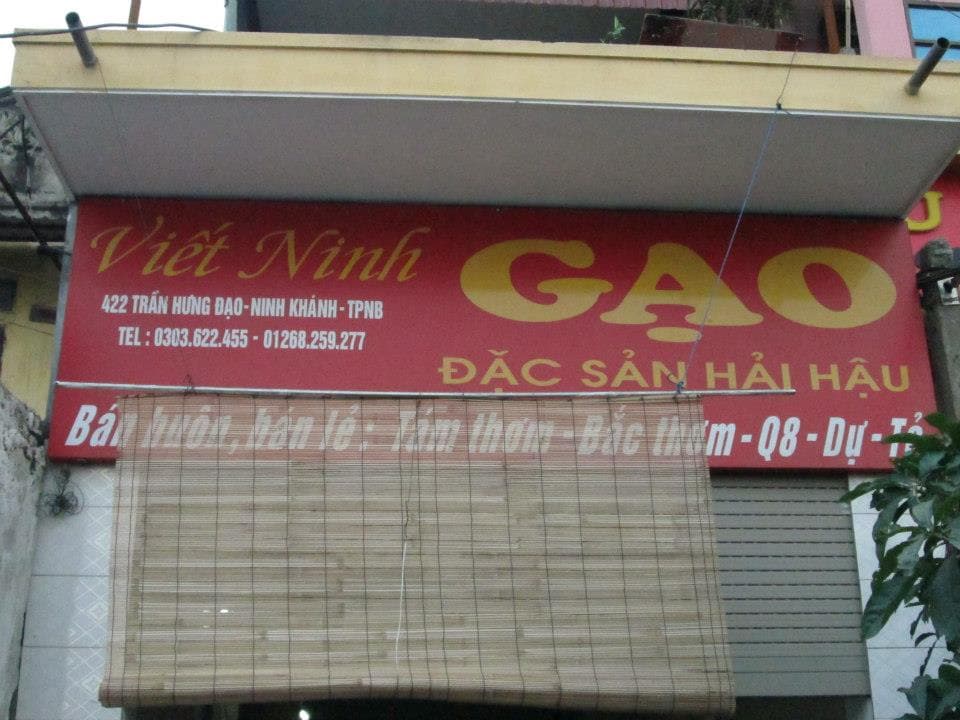 Viết Ninh
GẠO
422 TRẦN HƯNG ĐẠO - NINH KHÁNH - TPNB
TEL : 0303.622.455 - 01268.259.277
ĐẶC SẢN HẢI HẬU
Bán buôn, bán lẻ : Tám thơm - Bắc thơm - Q8 - Dự - Tẻ
U